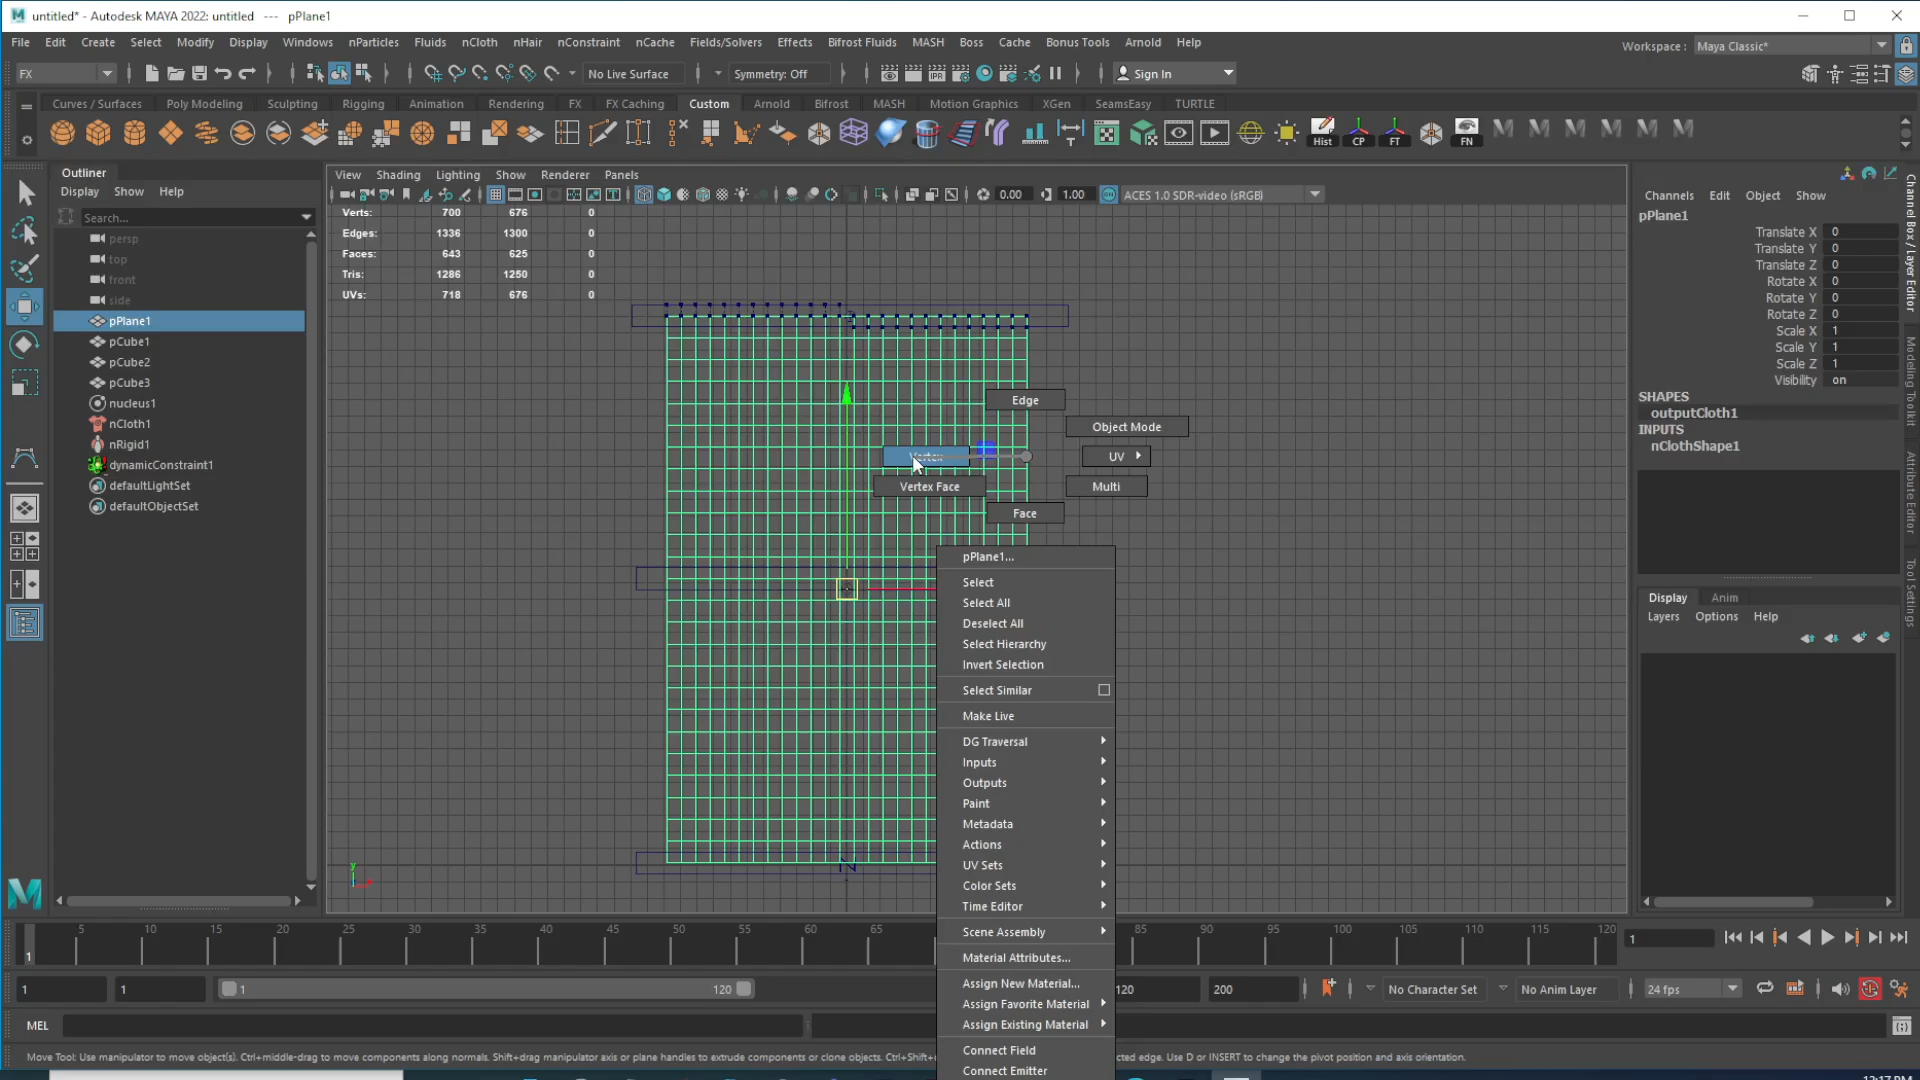 untitled* - Autodesk MAYA 2022: untitled --- pPlane1
File Edit Create Select Modify Display Windows nParticles Fluids nCloth nHair nConstraint nCache Fields/Solvers Effects Bifrost Fluids MASH Boss Cache Bonus Tools Arnold Help
Workspace : Maya Classic*
FX No Live Surface Symmetry: Off Sign In
Curves / Surfaces Poly Modeling Sculpting Rigging Animation Rendering FX FX Caching Custom Arnold Bifrost MASH Motion Graphics XGen SeamsEasy TURTLE
Hist CP FT FN
Outliner
Display Show Help
Search...
persp
top
front
side
pPlane1
pCube1
pCube2
pCube3
nucleus1
nCloth1
nRigid1
dynamicConstraint1
defaultLightSet
defaultObjectSet
View Shading Lighting Show Renderer Panels
0.00 1.00 ACES 1.0 SDR-video (sRGB)
Verts: 700 676 0
Edges: 1336 1300 0
Faces: 643 625 0
Tris: 1286 1250 0
UVs: 718 676 0
Edge
Object Mode
Vertex
UV
Vertex Face
Multi
Face
pPlane1...
Select
Select All
Deselect All
Select Hierarchy
Invert Selection
Select Similar
Make Live
DG Traversal
Inputs
Outputs
Paint
Metadata
Actions
UV Sets
Color Sets
Time Editor
Scene Assembly
Material Attributes...
Assign New Material...
Assign Favorite Material
Assign Existing Material
Connect Field
Connect Emitter
y
Channels Edit Object Show
pPlane1
Translate X 0
Translate Y 0
Translate Z 0
Rotate X 0
Rotate Y 0
Rotate Z 0
Scale X 1
Scale Y 1
Scale Z 1
Visibility on
SHAPES
outputCloth1
INPUTS
nClothShape1
Channel Box / Layer Editor
Modeling Toolkit
Attribute Editor
Tool Settings
Display Anim
Layers Options Help
5 10 15 20 25 30 35 40 45 50 55 60 65 85 90 95 100 105 110 115 120
1
1
1 1 1 120 120 200 No Character Set No Anim Layer 24 fps
MEL
Move Tool: Use manipulator to move object(s). Ctrl+middle-drag to move components along normals. Shift+drag manipulator axis or plane handles to extrude components or clone objects. Ctrl+Shift+
cted edge. Use D or INSERT to change the pivot position and axis orientation.